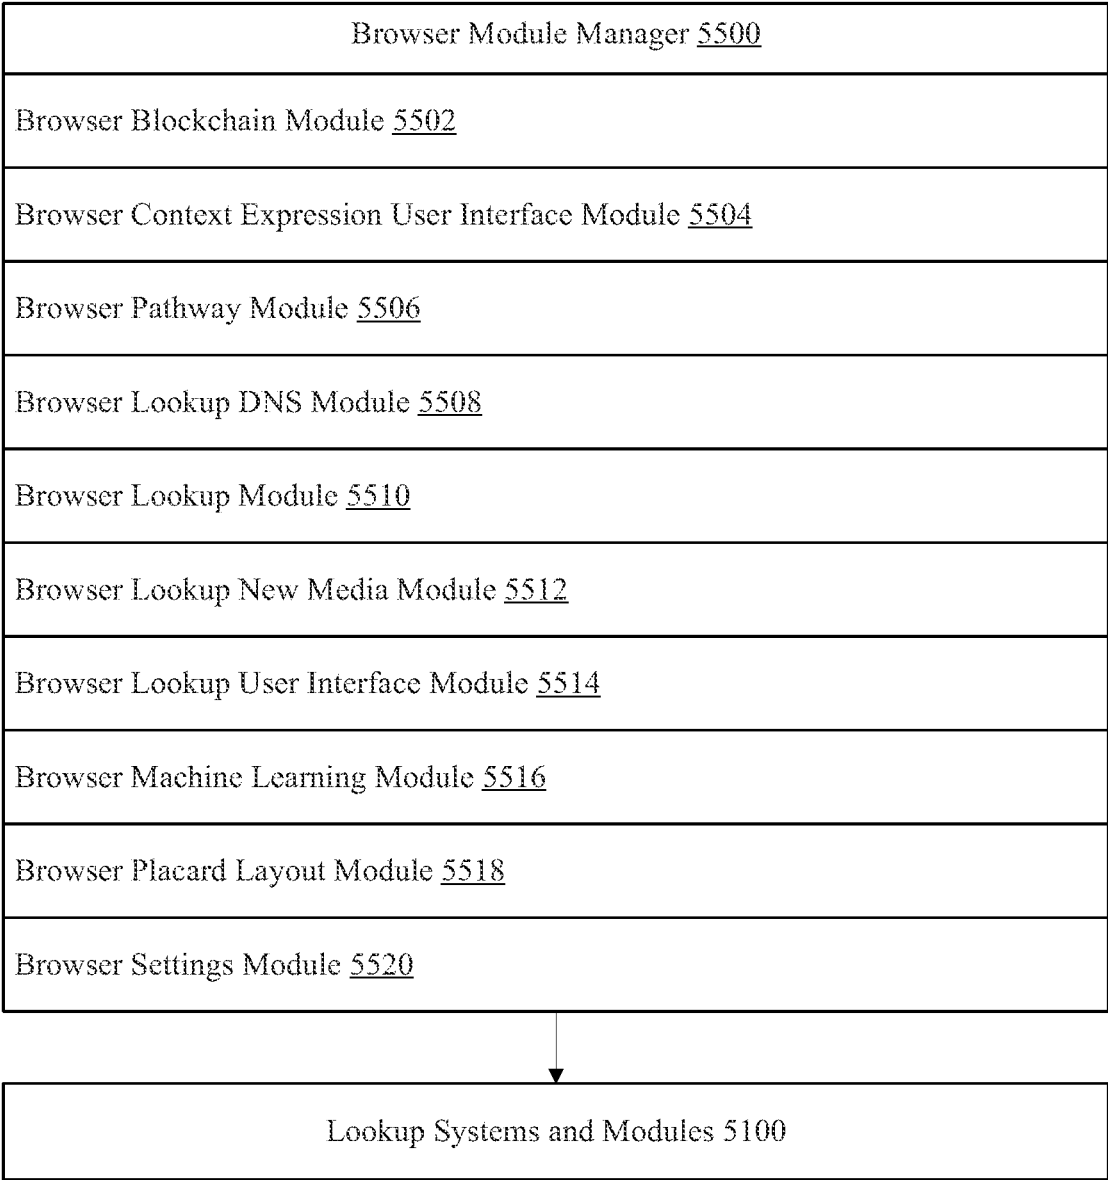 Browser Module Manager 5500
Browser Blockchain Module 5502
Browser Context Expression User Interface Module 5504
Browser Pathway Module 5506
Browser Lookup DNS Module 5508
Browser Lookup Module 5510
Browser Lookup New Media Module 5512
Browser Lookup User Interface Module 5514
Browser Machine Learning Module 5516
Browser Placard Layout Module 5518
Browser Settings Module 5520
Lookup Systems and Modules 5100